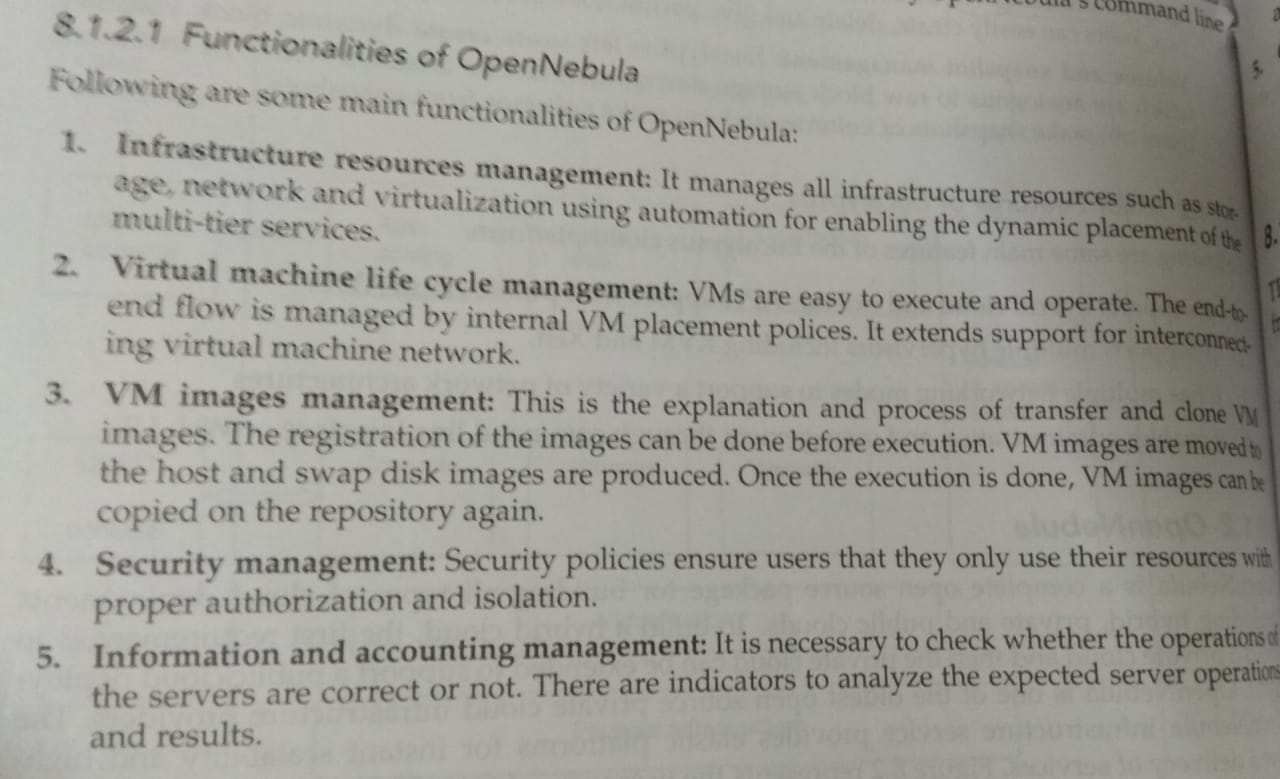 s command line
8.1.2.1 Functionalities of OpenNebula
Following are some main functionalities of OpenNebula:
1. Infrastructure resources management: It manages all infrastructure resources such as stor-
age, network and virtualization using automation for enabling the dynamic placement of the
multi-tier services.
2. Virtual machine life cycle management: VMs are easy to execute and operate. The end-to-
end flow is managed by internal VM placement polices. It extends support for interconnect-
ing virtual machine network.
3. VM images management: This is the explanation and process of transfer and clone VM
images. The registration of the images can be done before execution. VM images are moved to
the host and swap disk images are produced. Once the execution is done, VM images can be
copied on the repository again.
4. Security management: Security policies ensure users that they only use their resources with
proper authorization and isolation.
5. Information and accounting management: It is necessary to check whether the operations of
the servers are correct or not. There are indicators to analyze the expected server operations
and results.